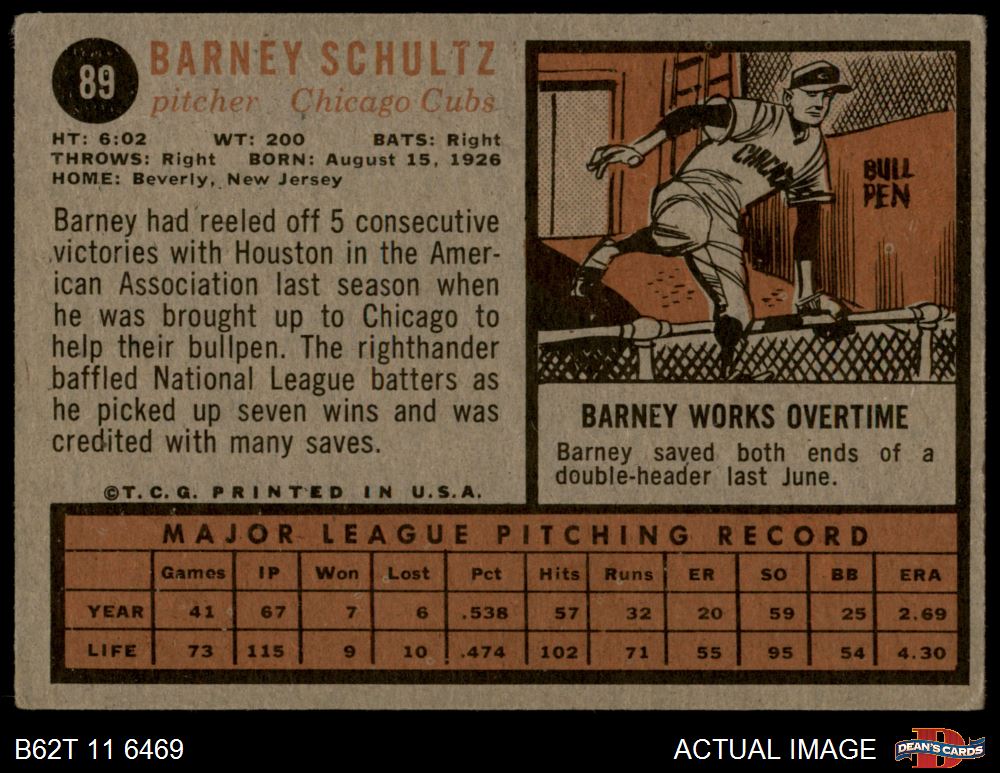 89
BARNEY SCHULTZ
pitcher Chicago Cubs
HT: 6:02 WT: 200 BATS: Right
THROWS: Right BORN: August 15, 1926
HOME: Beverly, New Jersey
Barney had reeled off 5 consecutive
victories with Houston in the Amer-
ican Association last season when
he was brought up to Chicago to
help their bullpen. The righthander
baffled National League batters as
he picked up seven wins and was
credited with many saves.
©T.C.G. PRINTED IN U.S.A.
CHICAGO
BULL
PEN
BARNEY WORKS OVERTIME
Barney saved both ends of a
double-header last June.
MAJOR LEAGUE PITCHING RECORD
Games IP Won Lost Pct Hits Runs ER SO BB ERA
YEAR 41 67 7 6 .538 57 32 20 59 25 2.69
LIFE 73 115 9 10 .474 102 71 55 95 54 4.30
B62T 11 6469
ACTUAL IMAGE
DEAN'S CARDS